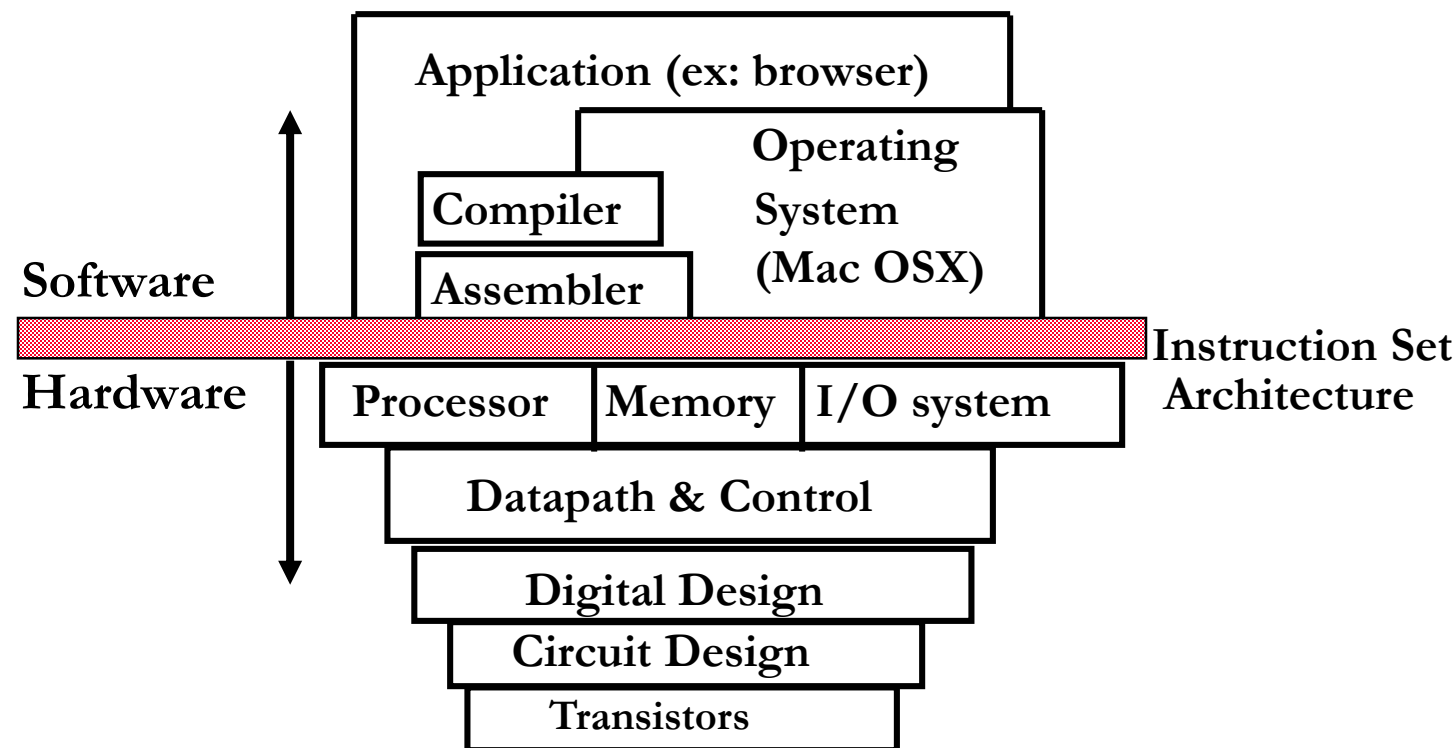 Application (ex: browser)
Operating
System
(Mac OSX)
Compiler
Assembler
Software
Hardware
Instruction Set
Architecture
Processor
Memory
I/O system
Datapath & Control
Digital Design
Circuit Design
Transistors